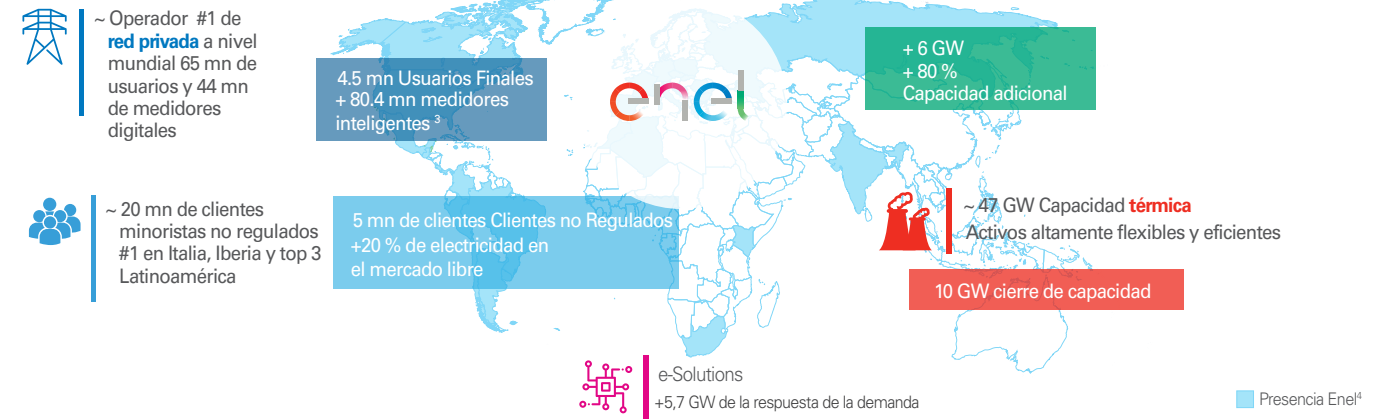 ~ Operador #1 de
red privada a nivel
mundial 65 mn de
usuarios y 44 mn
de medidores
digitales
4.5 mn Usuarios Finales
+ 80.4 mn medidores
inteligentes ³
enel
+ 6 GW
+ 80 %
Capacidad adicional
~ 20 mn de clientes
minoristas no regulados
#1 en Italia, Iberia y top 3
Latinoamérica
5 mn de clientes Clientes no Regulados
+20 % de electricidad en
el mercado libre
~ 47 GW Capacidad térmica
Activos altamente flexibles y eficientes
10 GW cierre de capacidad
e-Solutions
+5,7 GW de la respuesta de la demanda
Presencia Enel⁴